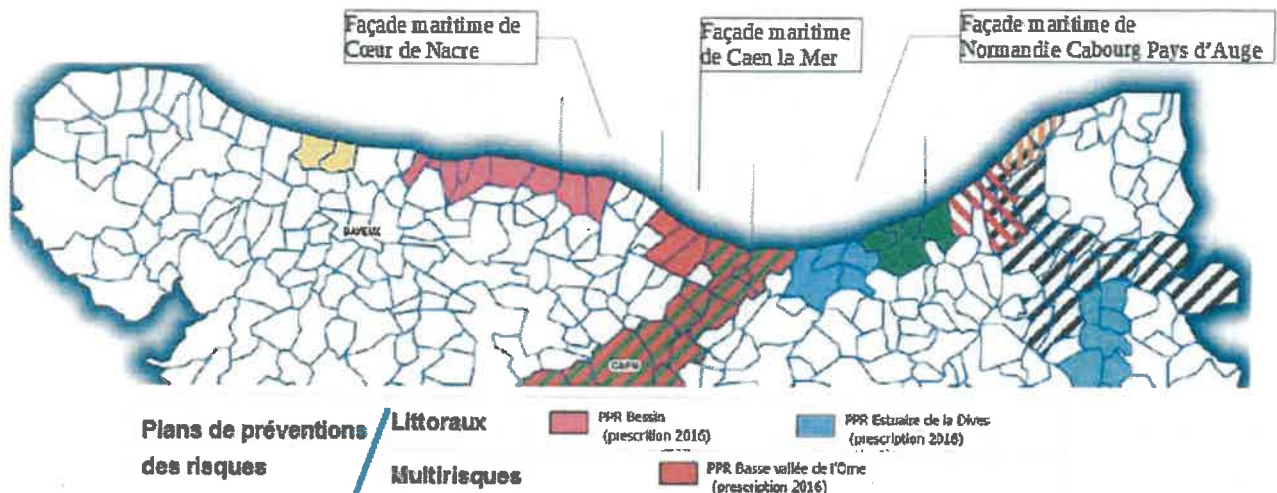 Façade maritime de
Cœur de Nacre
Façade maritime
de Caen la Mer
Façade maritime de
Normandie Cabourg Pays d'Auge
BAYEUX
CAEN
Plans de préventions
des risques
Littoraux
PPR Bessin
(prescrition 2016)
PPR Estuaire de la Dives
(prescription 2016)
Multirisques
PPR Basse vallée de l'Orne
(prescription 2016)